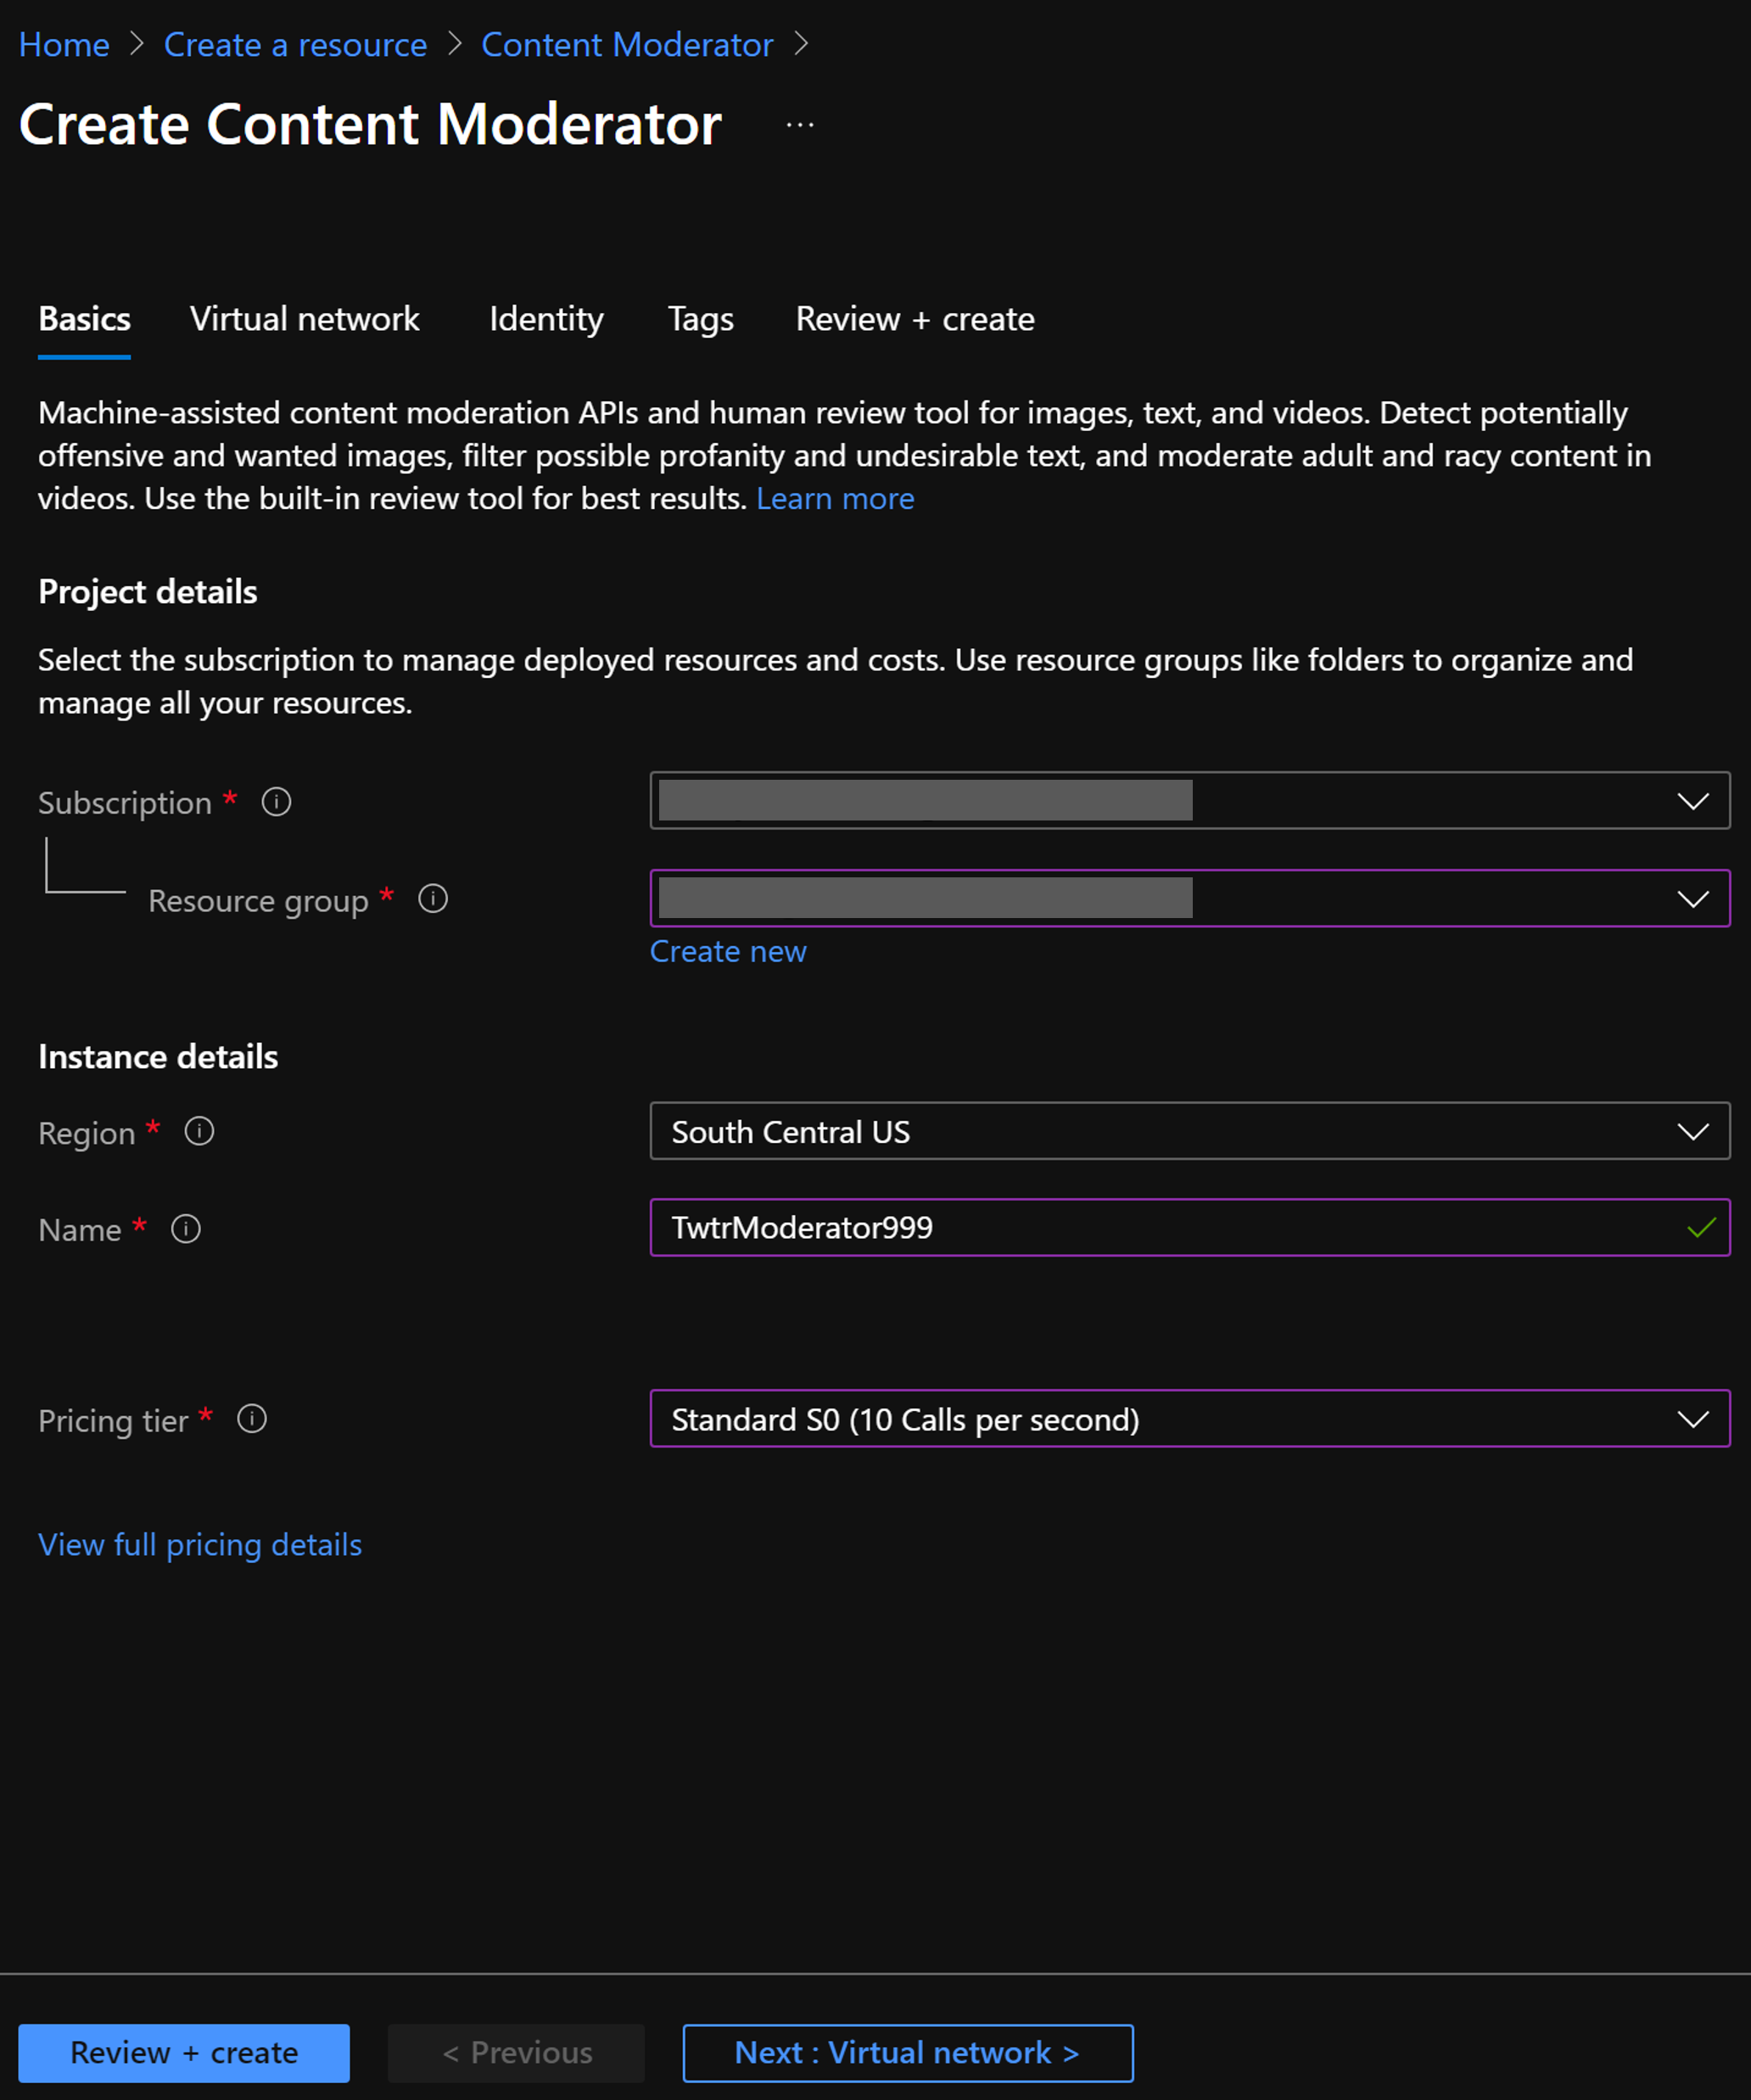 Home > Create a resource > Content Moderator >
Create Content Moderator ...
Basics Virtual network Identity Tags Review + create
Machine-assisted content moderation APIs and human review tool for images, text, and videos. Detect potentially
offensive and wanted images, filter possible profanity and undesirable text, and moderate adult and racy content in
videos. Use the built-in review tool for best results. Learn more
Project details
Select the subscription to manage deployed resources and costs. Use resource groups like folders to organize and
manage all your resources.
Subscription *
Resource group *
Create new
Instance details
Region * South Central US
Name * TwtrModerator999
Pricing tier * Standard S0 (10 Calls per second)
View full pricing details
Review + create < Previous Next : Virtual network >